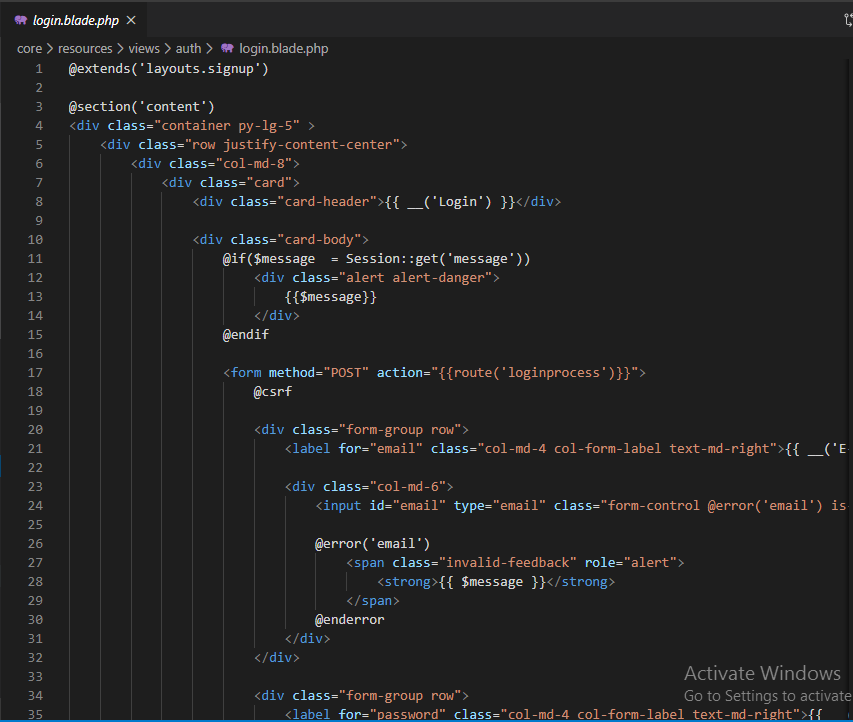 login.blade.php ×
core > resources > views > auth > login.blade.php
1 @extends('layouts.signup')
2
3 @section('content')
4 <div class="container py-lg-5" >
5 <div class="row justify-content-center">
6 <div class="col-md-8">
7 <div class="card">
8 <div class="card-header">{{ __('Login') }}</div>
9
10 <div class="card-body">
11 @if($message  = Session::get('message'))
12 <div class="alert alert-danger">
13 {{$message}}
14 </div>
15 @endif
16
17 <form method="POST" action="{{route('loginprocess')}}">
18 @csrf
19
20 <div class="form-group row">
21 <label for="email" class="col-md-4 col-form-label text-md-right">{{ __('E
22
23 <div class="col-md-6">
24 <input id="email" type="email" class="form-control @error('email') is
25
26 @error('email')
27 <span class="invalid-feedback" role="alert">
28 <strong>{{ $message }}</strong>
29 </span>
30 @enderror
31 </div>
32 </div>
33
34 <div class="form-group row">
35 <label for="password" class="col-md-4 col-form-label text-md-right">{{
Activate Windows
Go to Settings to activate